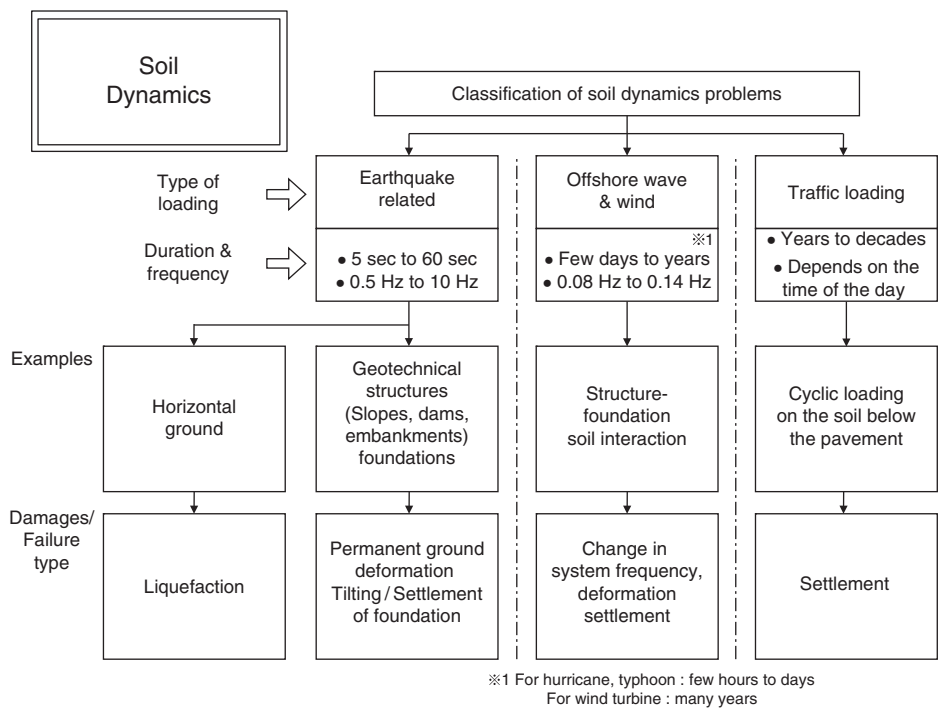 Soil
Dynamics
Classification of soil dynamics problems
Type of
loading
Earthquake
related
Offshore wave
& wind
Traffic loading
Duration &
frequency
● 5 sec to 60 sec
● 0.5 Hz to 10 Hz
※1
● Few days to years
● 0.08 Hz to 0.14 Hz
● Years to decades
● Depends on the
time of the day
Examples
Horizontal
ground
Geotechnical
structures
(Slopes, dams,
embankments)
foundations
Structure-
foundation
soil interaction
Cyclic loading
on the soil below
the pavement
Damages/
Failure
type
Liquefaction
Permanent ground
deformation
Tilting / Settlement
of foundation
Change in
system frequency,
deformation
settlement
Settlement
※1 For hurricane, typhoon : few hours to days
For wind turbine : many years